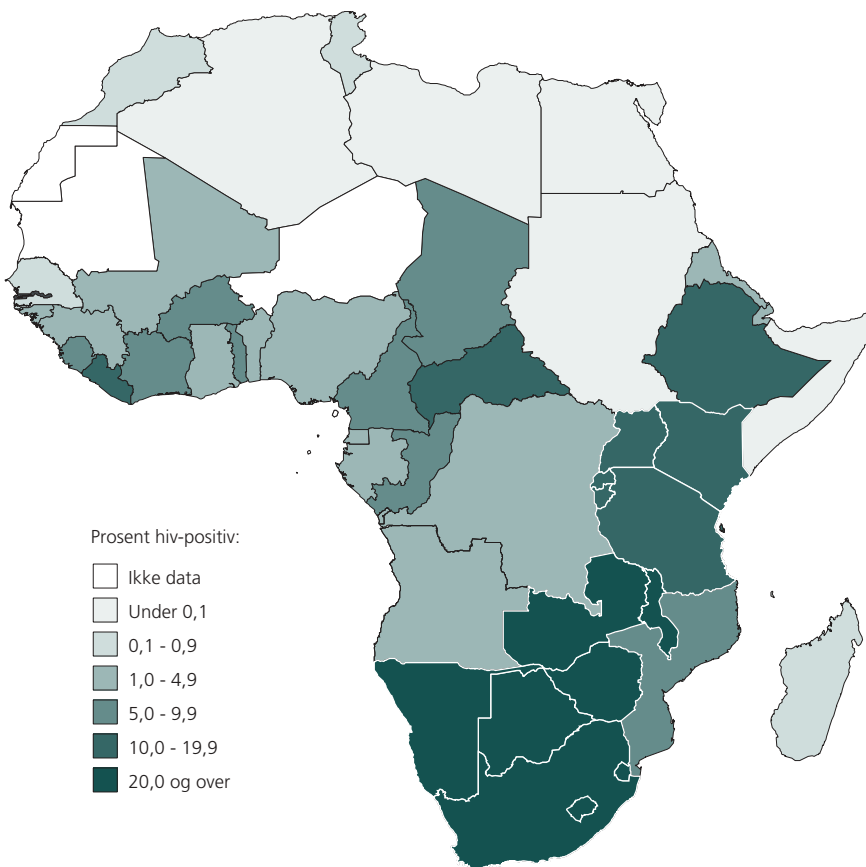 Prosent hiv-positiv:
Ikke data
Under 0,1
0,1 - 0,9
1,0 - 4,9
5,0 - 9,9
10,0 - 19,9
20,0 og over